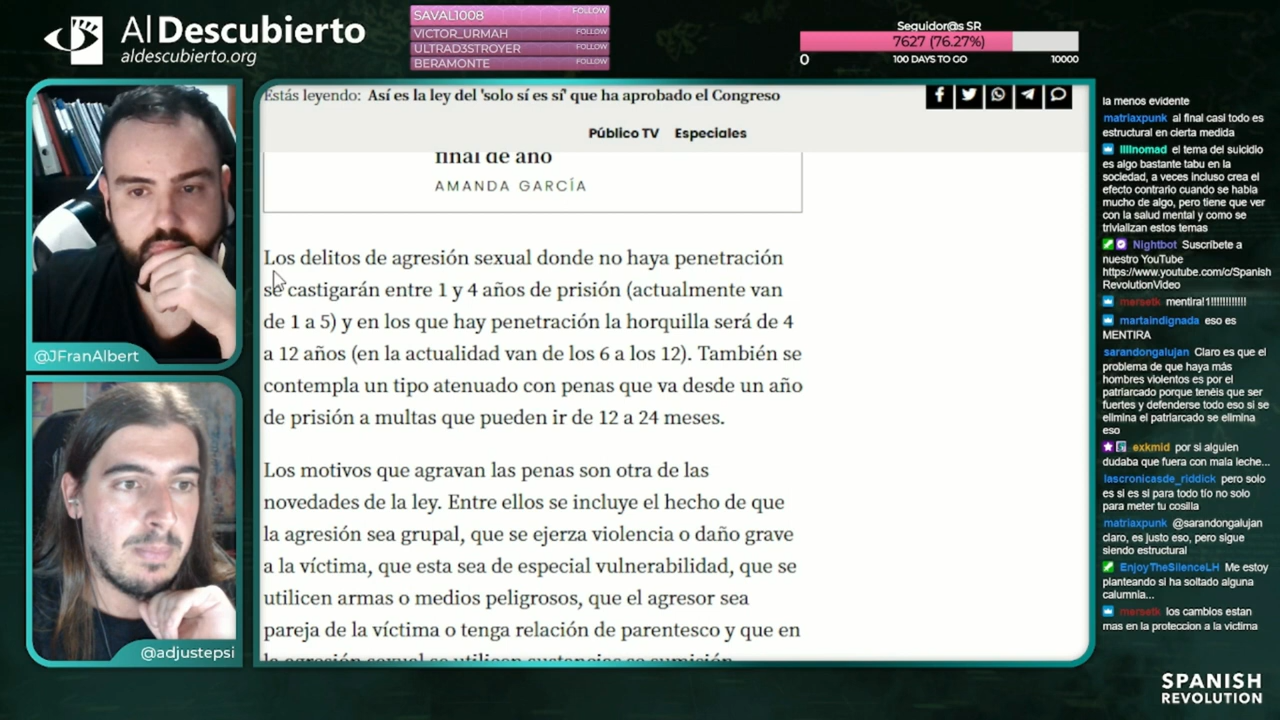 Al Descubierto
aldescubierto.org
SAVAL1008 FOLLOW
VICTOR_URMAH FOLLOW
ULTRAD3STROYER FOLLOW
BERAMONTE FOLLOW
Seguidor@s SR
7627 (76.27%)
0 100 DAYS TO GO 10000
Estás leyendo: Así es la ley del 'solo sí es sí' que ha aprobado el Congreso
Público TV Especiales
final de año
AMANDA GARCÍA
Los delitos de agresión sexual donde no haya penetración
se castigarán entre 1 y 4 años de prisión (actualmente van
de 1 a 5) y en los que hay penetración la horquilla será de 4
a 12 años (en la actualidad van de los 6 a los 12). También se
contempla un tipo atenuado con penas que va desde un año
de prisión a multas que pueden ir de 12 a 24 meses.
Los motivos que agravan las penas son otra de las
novedades de la ley. Entre ellos se incluye el hecho de que
la agresión sea grupal, que se ejerza violencia o daño grave
a la víctima, que esta sea de especial vulnerabilidad, que se
utilicen armas o medios peligrosos, que el agresor sea
pareja de la víctima o tenga relación de parentesco y que en
la agresión sexual se utilicen sustancias se sumisión
@JFranAlbert
@adjustepsi
la menos evidente
matriaxpunk al final casi todo es
estructural en cierta medida
llllnomad el tema del suicidio
es algo bastante tabu en la
sociedad, a veces incluso crea el
efecto contrario cuando se habla
mucho de algo, pero tiene que ver
con la salud mental y como se
trivializan estos temas
Nightbot Suscríbete a
nuestro YouTube
https://www.youtube.com/c/Spanish
RevolutionVideo
mersetk mentira!1!!!!!!!!!!!!
martaindignada eso es
MENTIRA
sarandongalujan Claro es que el
problema de que haya más
hombres violentos es por el
patriarcado porque tenéis que ser
fuertes y defenderse todo eso si se
elimina el patriarcado se elimina
eso
exkmid por si alguien
dudaba que fuera con mala leche...
lascronicasde_riddick pero solo
es si es si para todo tío no solo
para meter tu cosilla
matriaxpunk @sarandongalujan
claro, es justo eso, pero sigue
siendo estructural
EnjoyTheSilenceLH Me estoy
planteando si ha soltado alguna
calumnia...
mersetk los cambios estan
mas en la proteccion a la victima
SPANISH
REVOLUTION